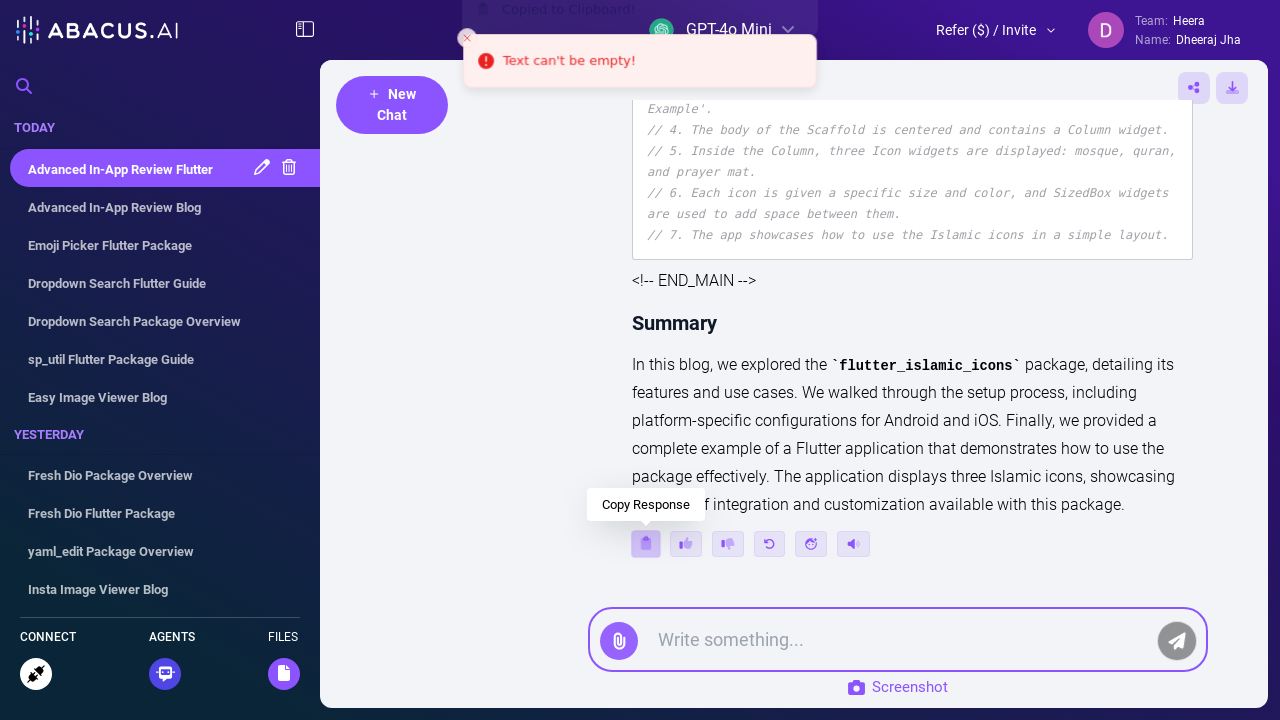 Copied to Clipboard!
ABACUS.AI
GPT-4o Mini
Refer ($) / Invite
D
Team: Heera
Name: Dheeraj Jha
Text can't be empty!
TODAY
Advanced In-App Review Flutter
Advanced In-App Review Blog
Emoji Picker Flutter Package
Dropdown Search Flutter Guide
Dropdown Search Package Overview
sp_util Flutter Package Guide
Easy Image Viewer Blog
YESTERDAY
Fresh Dio Package Overview
Fresh Dio Flutter Package
yaml_edit Package Overview
Insta Image Viewer Blog
CONNECT
AGENTS
FILES
+ New
Chat
Example'.
// 4. The body of the Scaffold is centered and contains a Column widget.
// 5. Inside the Column, three Icon widgets are displayed: mosque, quran,
and prayer mat.
// 6. Each icon is given a specific size and color, and SizedBox widgets
are used to add space between them.
// 7. The app showcases how to use the Islamic icons in a simple layout.
<!-- END_MAIN -->
Summary
In this blog, we explored the `flutter_islamic_icons` package, detailing its
features and use cases. We walked through the setup process, including
platform-specific configurations for Android and iOS. Finally, we provided a
complete example of a Flutter application that demonstrates how to use the
package effectively. The application displays three Islamic icons, showcasing
f integration and customization available with this package.
Copy Response
Write something...
Screenshot